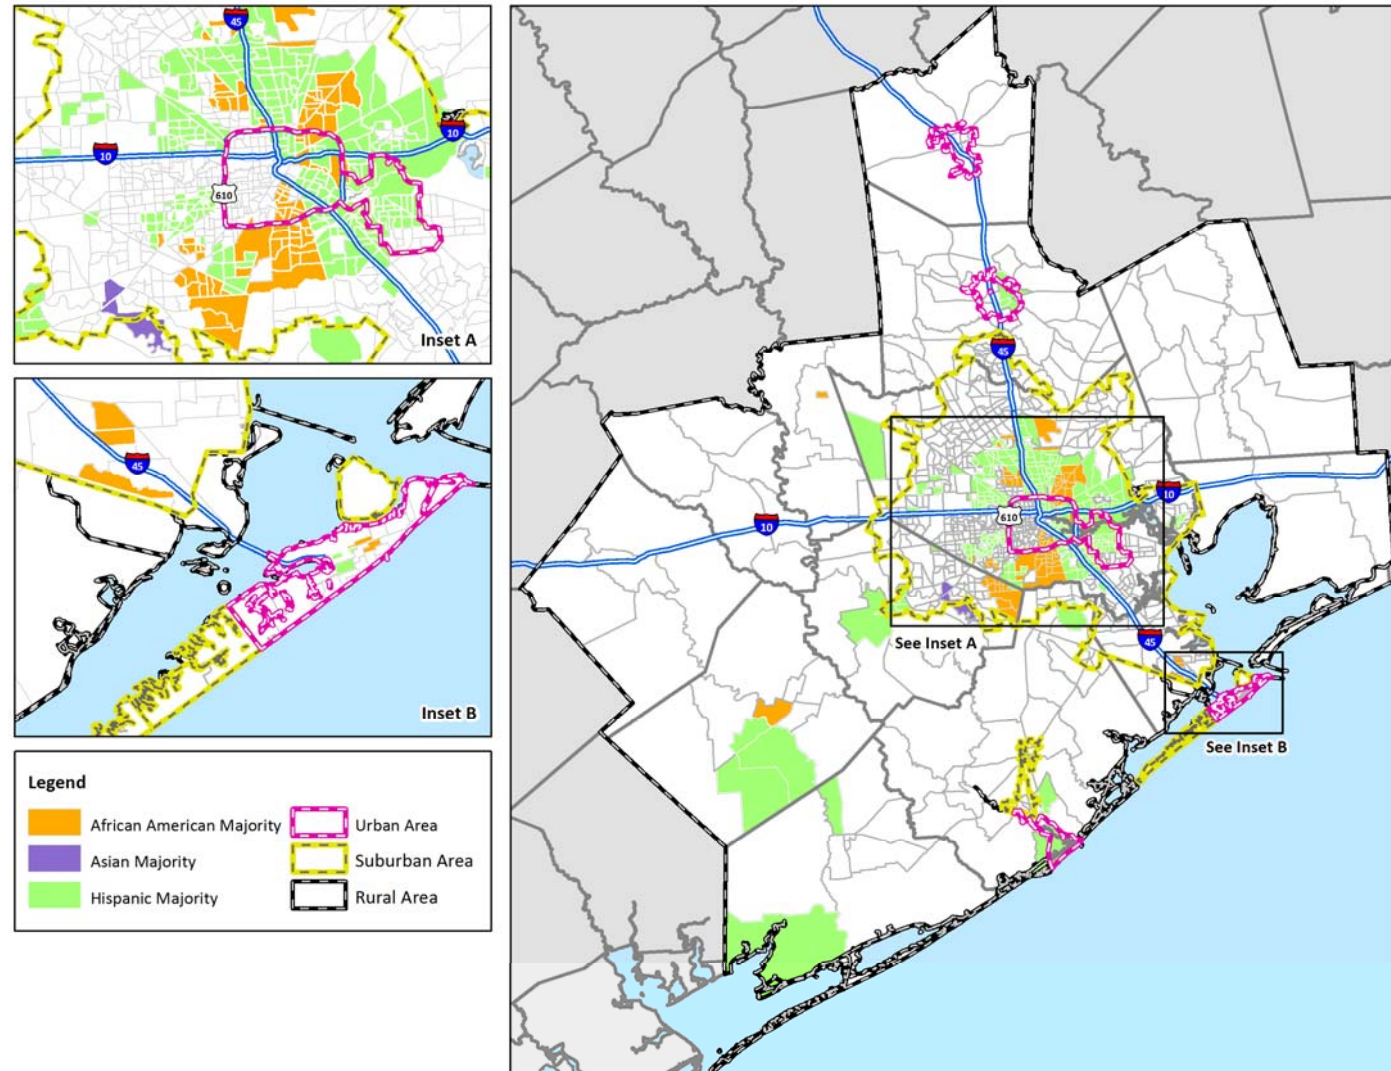 45
10
10
610
Inset A
45
Inset B
Legend
African American Majority
Asian Majority
Hispanic Majority
Urban Area
Suburban Area
Rural Area
45
10
610
10
See Inset A
45
See Inset B